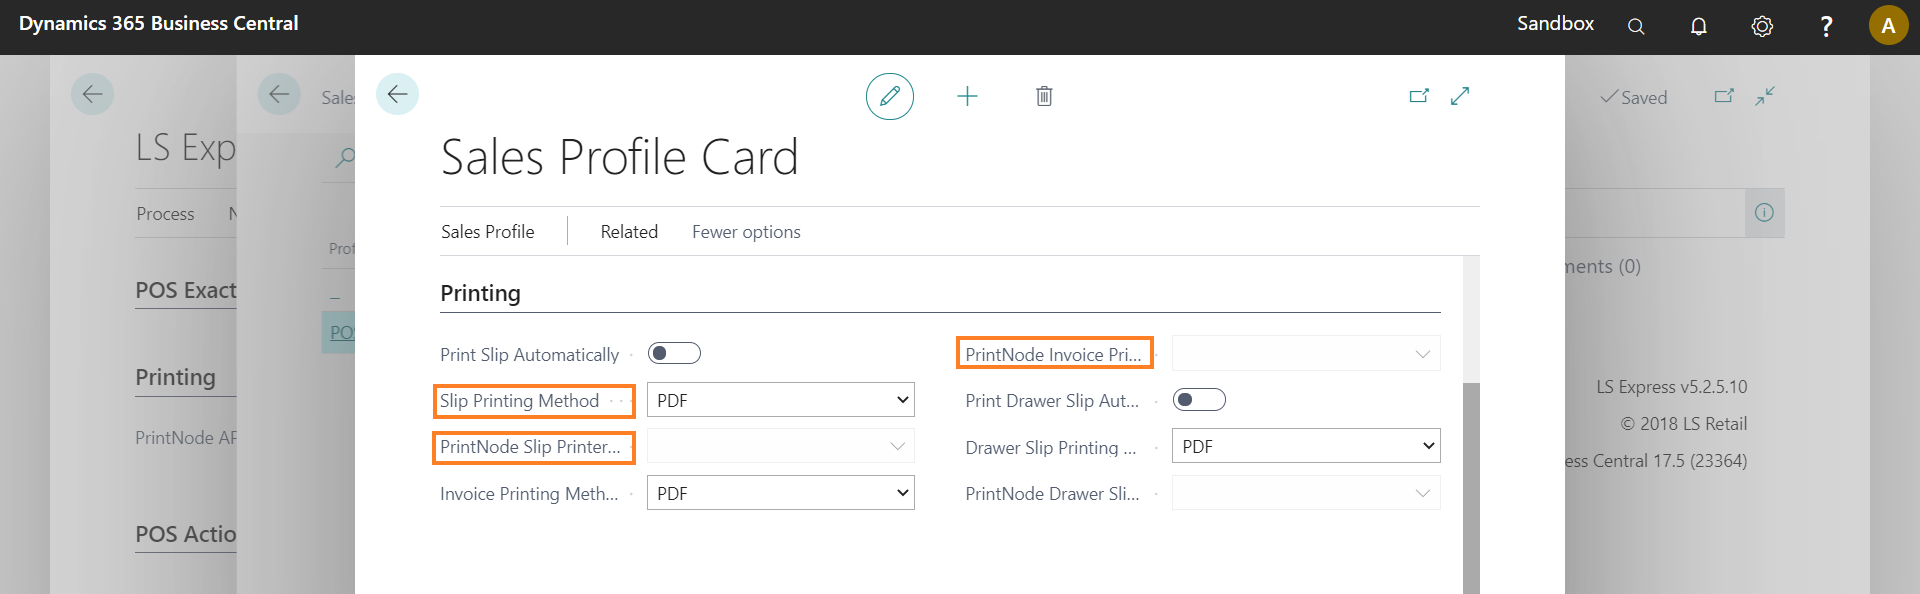 Dynamics 365 Business Central
Sandbox
?
A
Sales
Saved
LS Exp
Sales Profile Card
Process
Sales Profile
Related
Fewer options
Prof
ments (0)
POS Exact
Printing
Print Slip Automatically
PrintNode Invoice Pri...
POS
Slip Printing Method
PDF
Print Drawer Slip Aut...
Printing
LS Express v5.2.5.10
PrintNode AP
PrintNode Slip Printer...
Drawer Slip Printing ...
PDF
© 2018 LS Retail
ess Central 17.5 (23364)
Invoice Printing Meth...
PDF
PrintNode Drawer Sli...
POS Actio